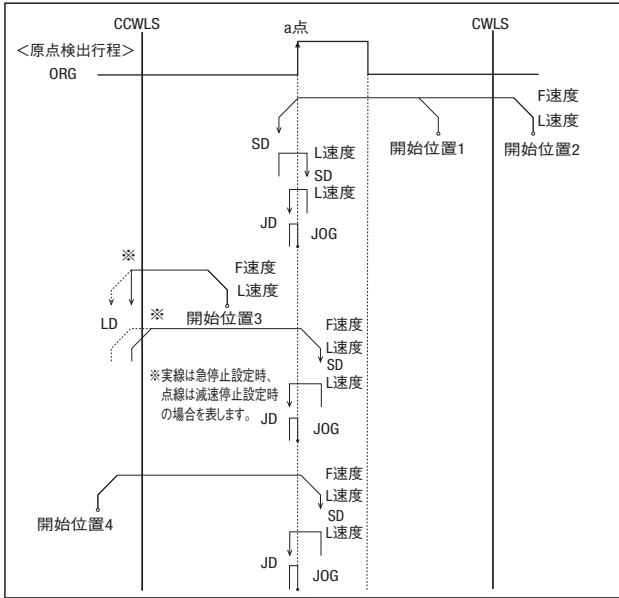 CCWLS
a点
CWLS
<原点検出行程>
ORG
F速度
L速度
SD
開始位置1
開始位置2
L速度
SD
L速度
JD
JOG
※
F速度
L速度
LD
※
開始位置3
F速度
L速度
SD
※実線は急停止設定時、
点線は減速停止設定時
の場合を表します。
L速度
JD
JOG
F速度
L速度
SD
開始位置4
L速度
JD
JOG